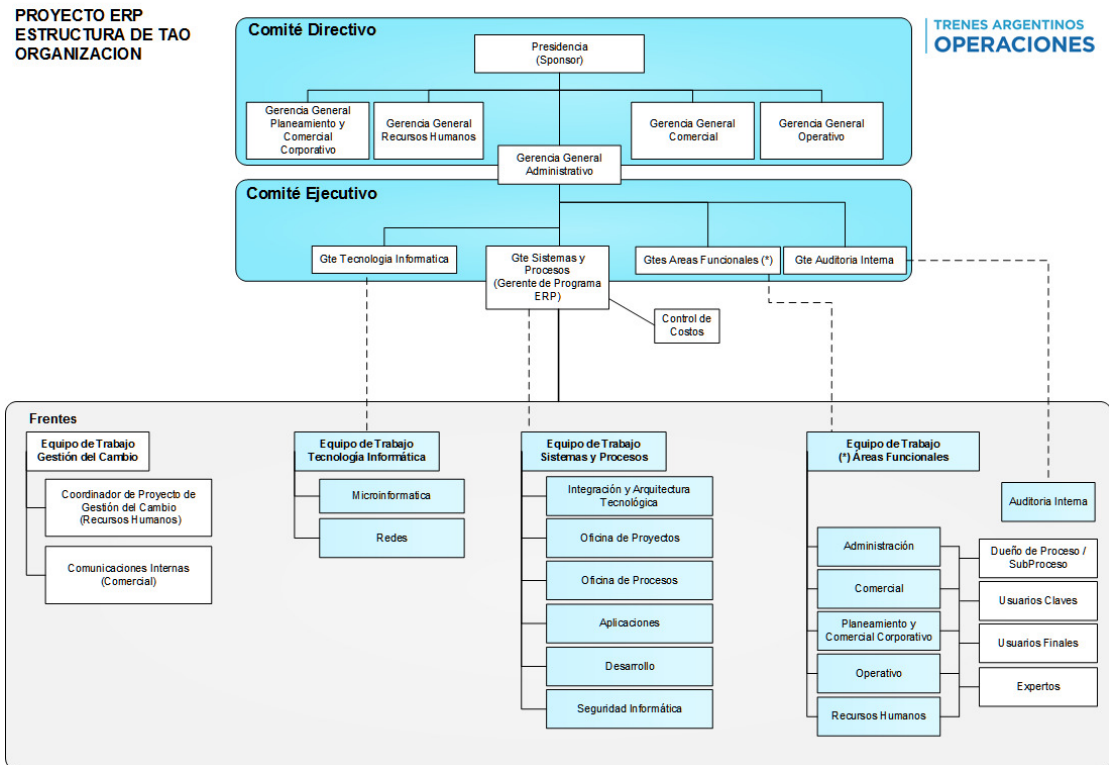 PROYECTO ERP
ESTRUCTURA DE TAO
ORGANIZACION
TRENES ARGENTINOS
OPERACIONES
Comité Directivo
Presidencia
(Sponsor)
Gerencia General
Planeamiento y
Comercial
Corporativo
Gerencia General
Recursos Humanos
Gerencia General
Comercial
Gerencia General
Operativo
Gerencia General
Administrativo
Comité Ejecutivo
Gte Tecnología Informatica
Gte Sistemas y
Procesos
(Gerente de Programa
ERP)
Gtes Areas Funcionales (*)
Gte Auditoria Interna
Control de
Costos
Frentes
Equipo de Trabajo
Gestión del Cambio
Coordinador de Proyecto de
Gestión del Cambio
(Recursos Humanos)
Comunicaciones Internas
(Comercial)
Equipo de Trabajo
Tecnología Informática
Microinformatica
Redes
Equipo de Trabajo
Sistemas y Procesos
Integración y Arquitectura
Tecnológica
Oficina de Proyectos
Oficina de Procesos
Aplicaciones
Desarrollo
Seguridad Informática
Equipo de Trabajo
(*) Áreas Funcionales
Administración
Comercial
Planeamiento y
Comercial Corporativo
Operativo
Recursos Humanos
Auditoria Interna
Dueño de Proceso /
SubProceso
Usuarios Claves
Usuarios Finales
Expertos